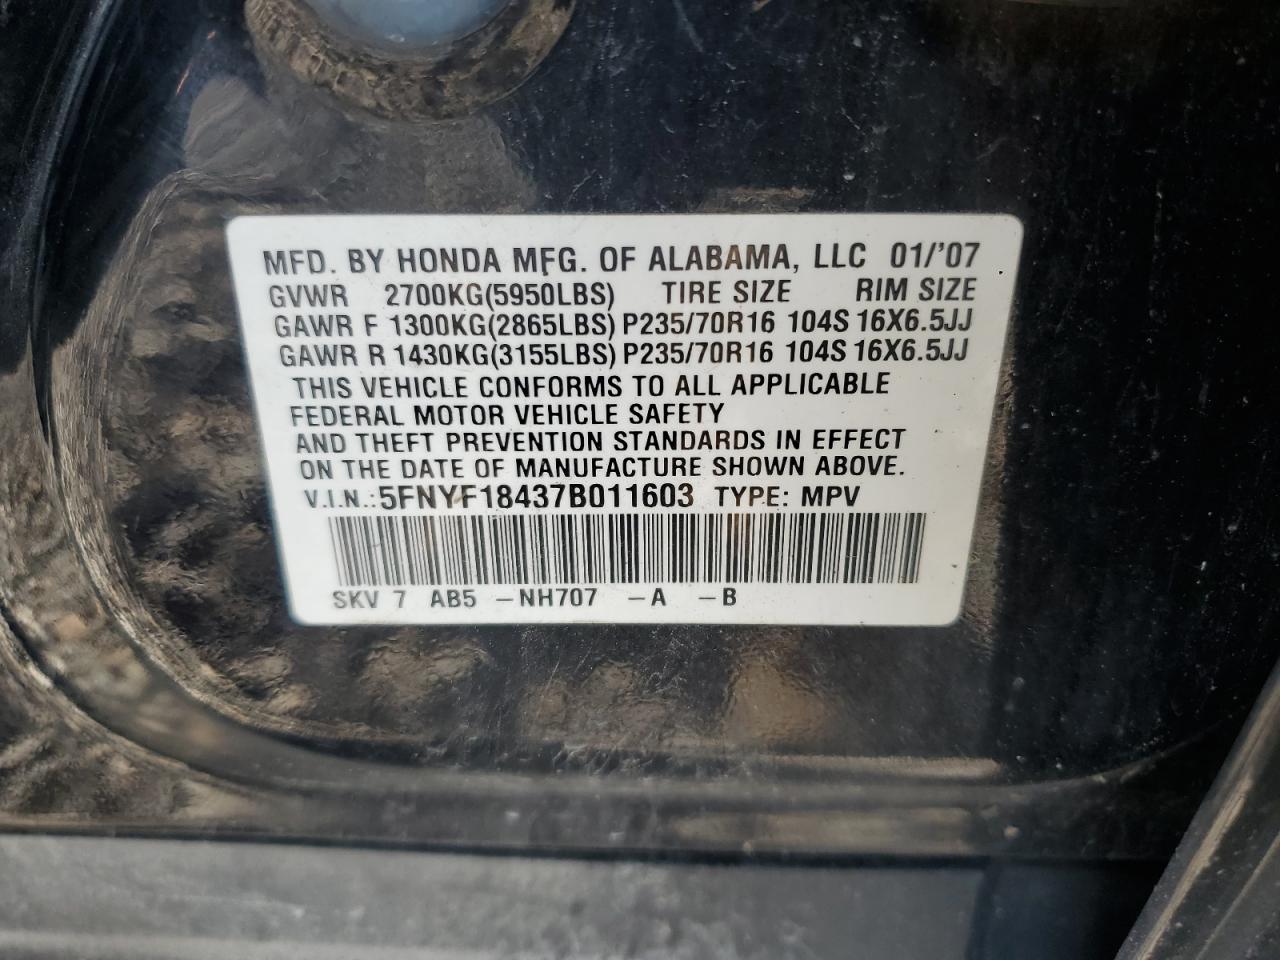 MFD. BY HONDA MFG. OF ALABAMA, LLC 01/'07
GVWR 2700KG(5950LBS) TIRE SIZE RIM SIZE
GAWR F 1300KG(2865LBS) P235/70R16 104S 16X6.5JJ
GAWR R 1430KG(3155LBS) P235/70R16 104S 16X6.5JJ
THIS VEHICLE CONFORMS TO ALL APPLICABLE
FEDERAL MOTOR VEHICLE SAFETY
AND THEFT PREVENTION STANDARDS IN EFFECT
ON THE DATE OF MANUFACTURE SHOWN ABOVE.
V.I.N.: 5FNYF18437B011603 TYPE: MPV
SKV 7 AB5 -NH707 -A -B